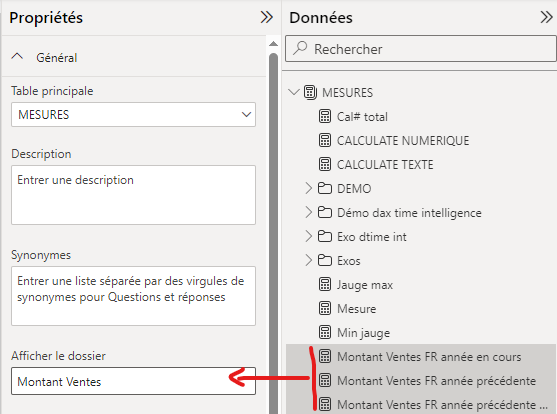 Propriétés
Général
Table principale
MESURES
Description
Entrer une description
Synonymes
Entrer une liste séparée par des virgules de
synonymes pour Questions et réponses
Afficher le dossier
Montant Ventes
Données
Rechercher
MESURES
Cal# total
CALCULATE NUMERIQUE
CALCULATE TEXTE
DEMO
Démo dax time intelligence
Exo dtime int
Exos
Jauge max
Mesure
Min jauge
Montant Ventes FR année en cours
Montant Ventes FR année précédente
Montant Ventes FR année précédente ...